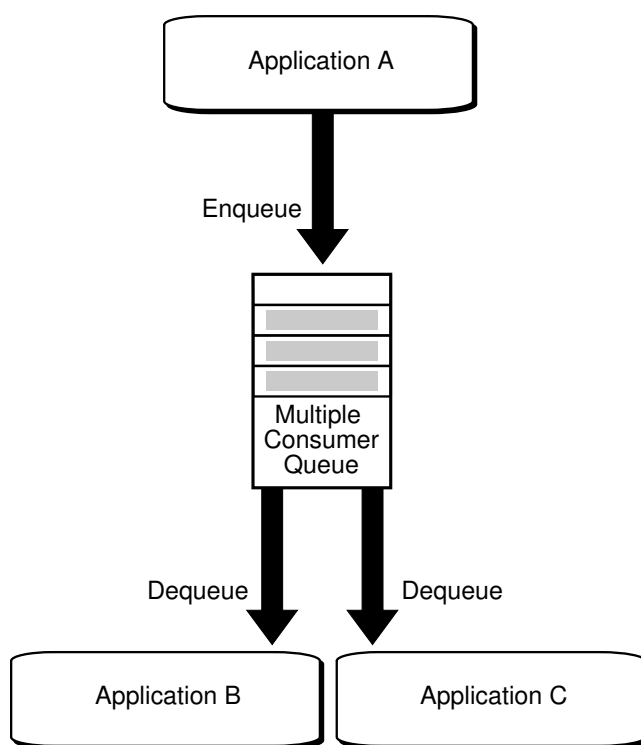 Application A
Enqueue
Multiple
Consumer
Queue
Dequeue
Dequeue
Application B
Application C